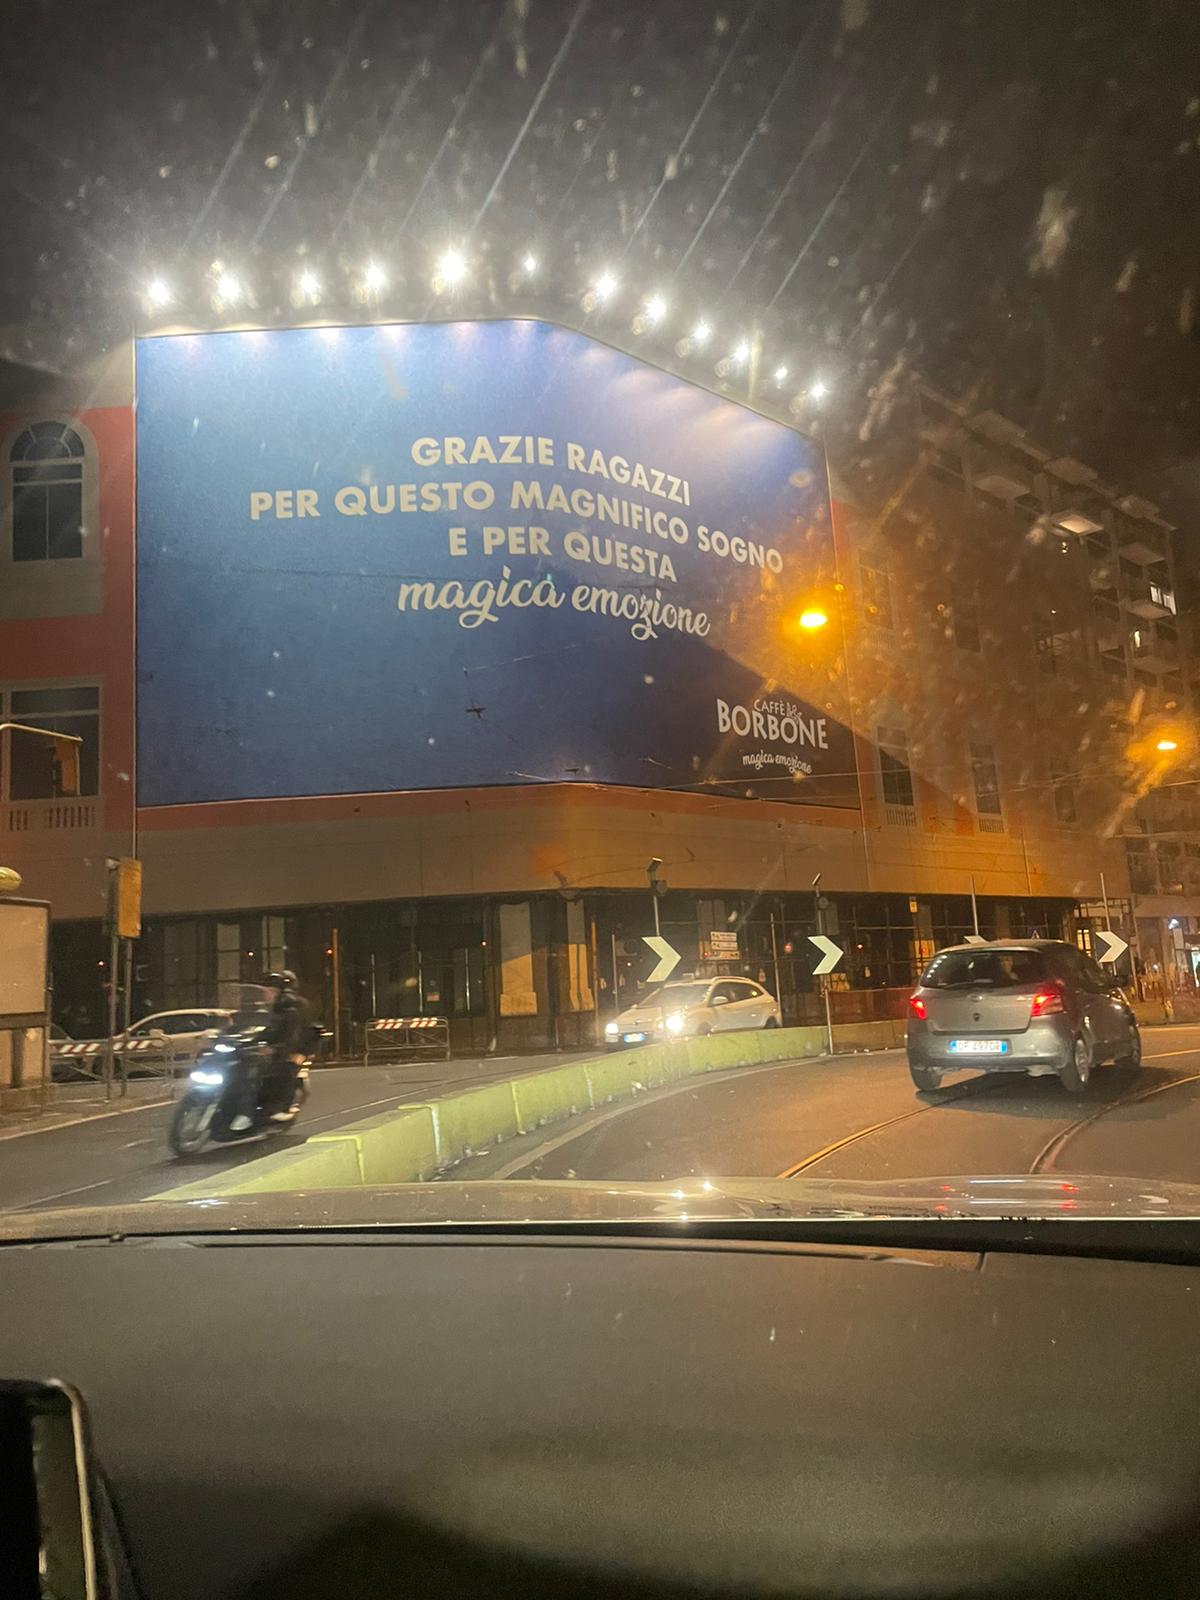 GRAZIE RAGAZZI
PER QUESTO MAGNIFICO SOGNO
E PER QUESTA
magica emozione
CAFFÈ
BORBONE
magica emozione